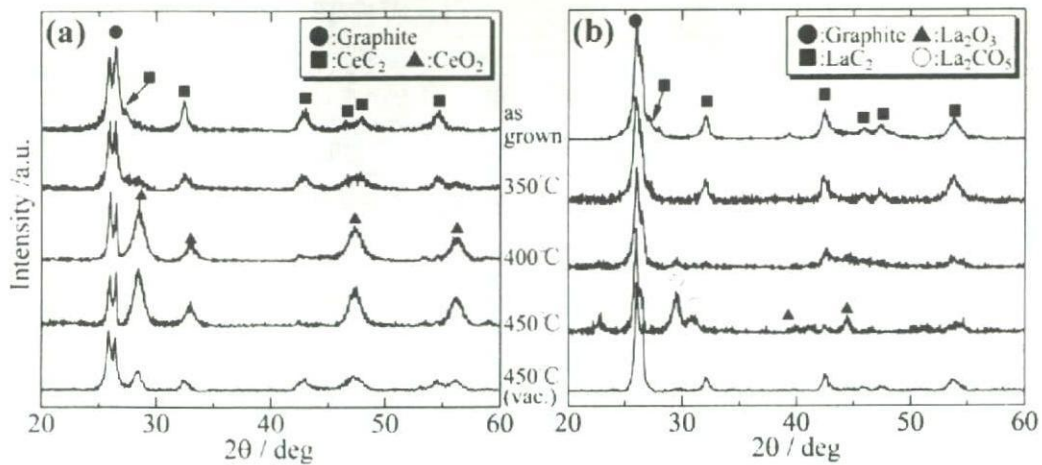 (a)
●:Graphite
■:CeC₂ ▲:CeO₂
(b)
●:Graphite ▲:La₂O₃
■:LaC₂ ○:La₂CO₅
as
grown
350℃
400℃
450℃
450℃
(vac.)
Intensity /a.u.
20 30 40 50 60
2θ / deg
20 30 40 50 60
2θ / deg